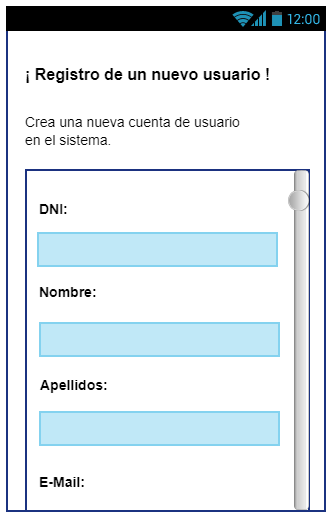 12:00
¡ Registro de un nuevo usuario !
Crea una nueva cuenta de usuario
en el sistema.
DNI:
Nombre:
Apellidos:
E-Mail: